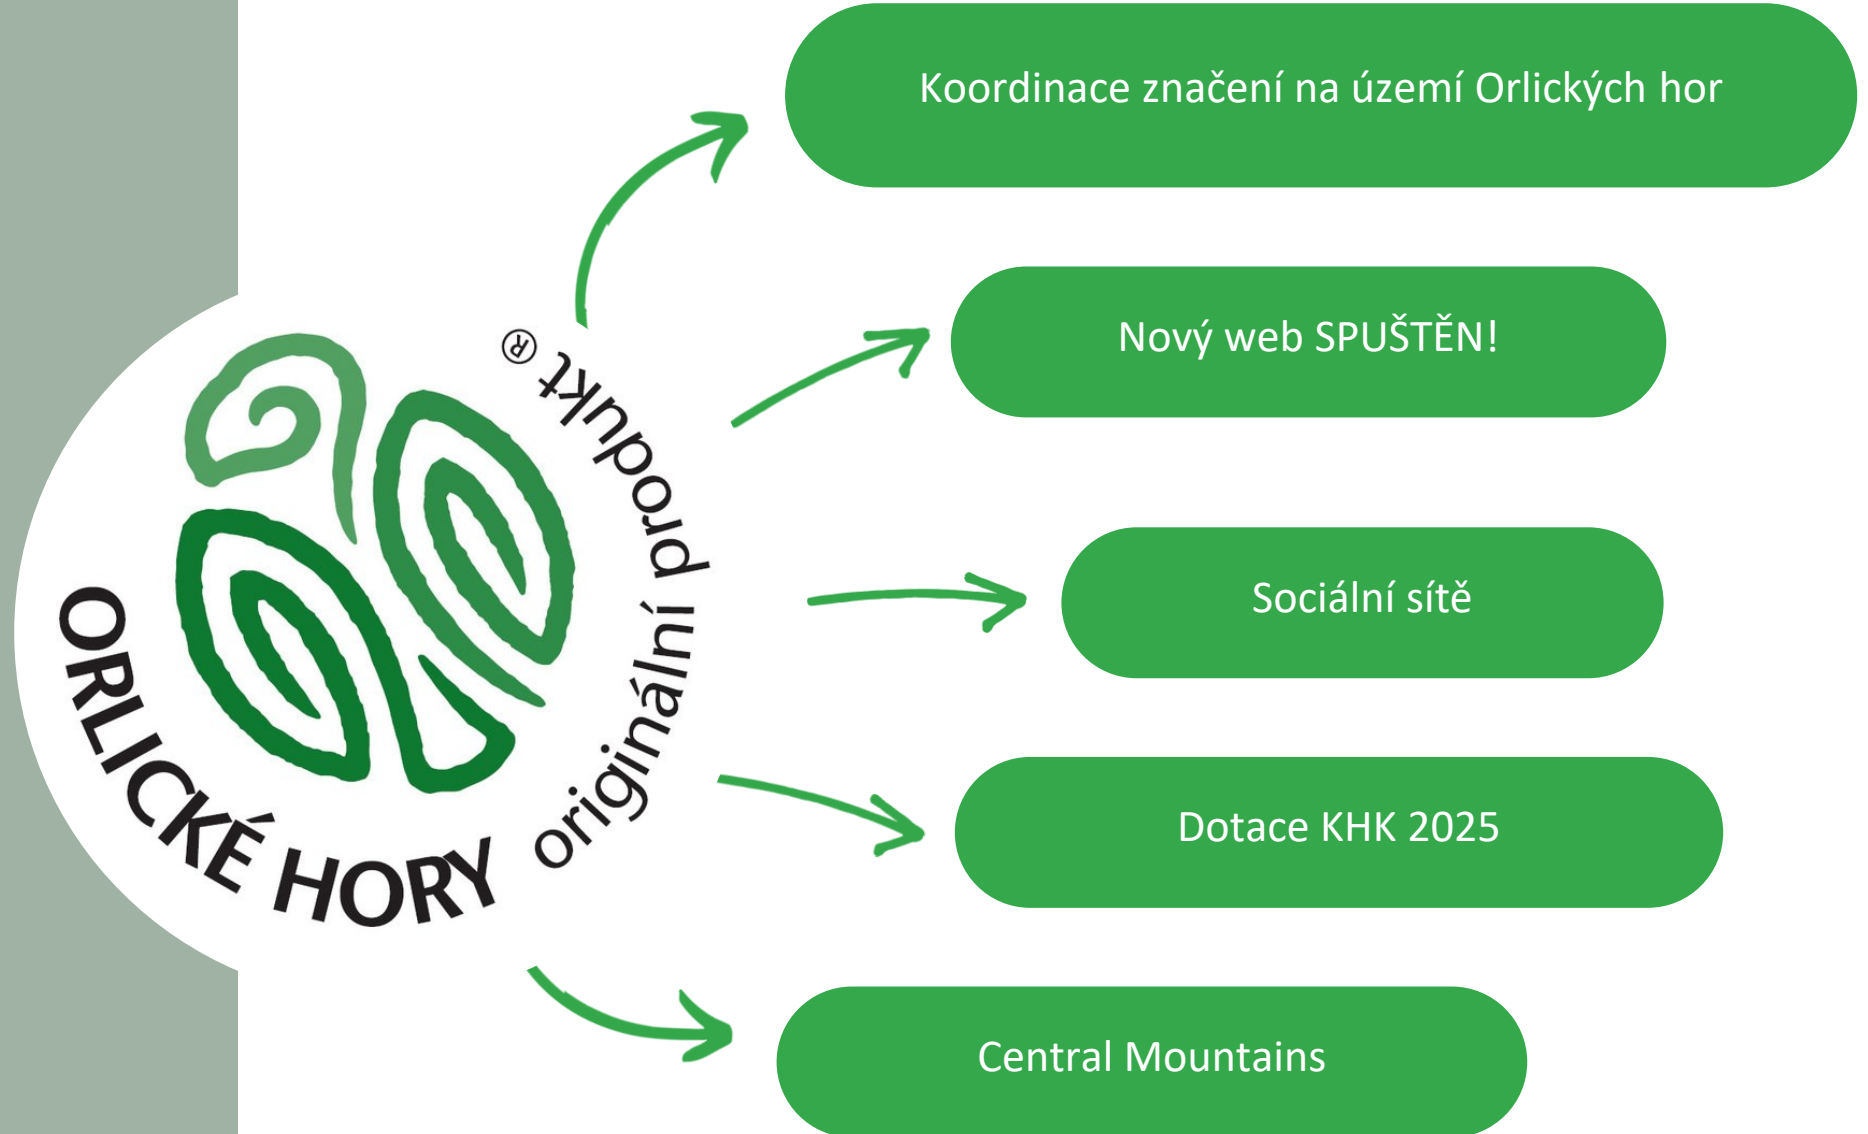 ORLICKÉ HORY originální produkt ®
Koordinace značení na území Orlických hor
Nový web SPUŠTĚN!
Sociální sítě
Dotace KHK 2025
Central Mountains